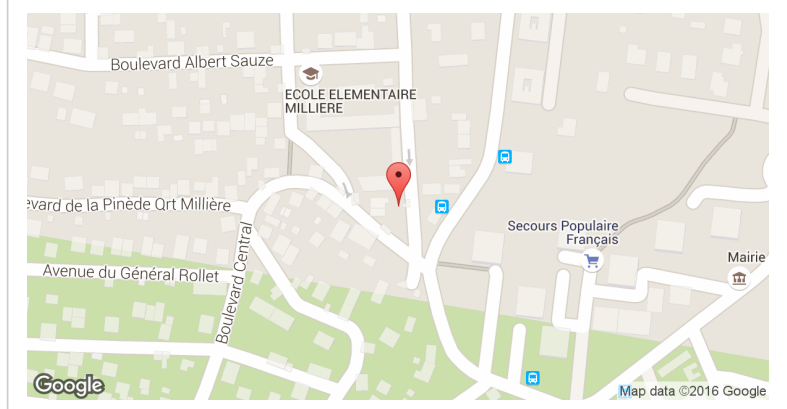 Boulevard Albert Sauze
ECOLE ELEMENTAIRE
MILLIERE
evard de la Pinède Qrt Millière
Secours Populaire
Français
Mairie
Avenue du Général Rollet
Boulevard Central
Google
Map data ©2016 Google